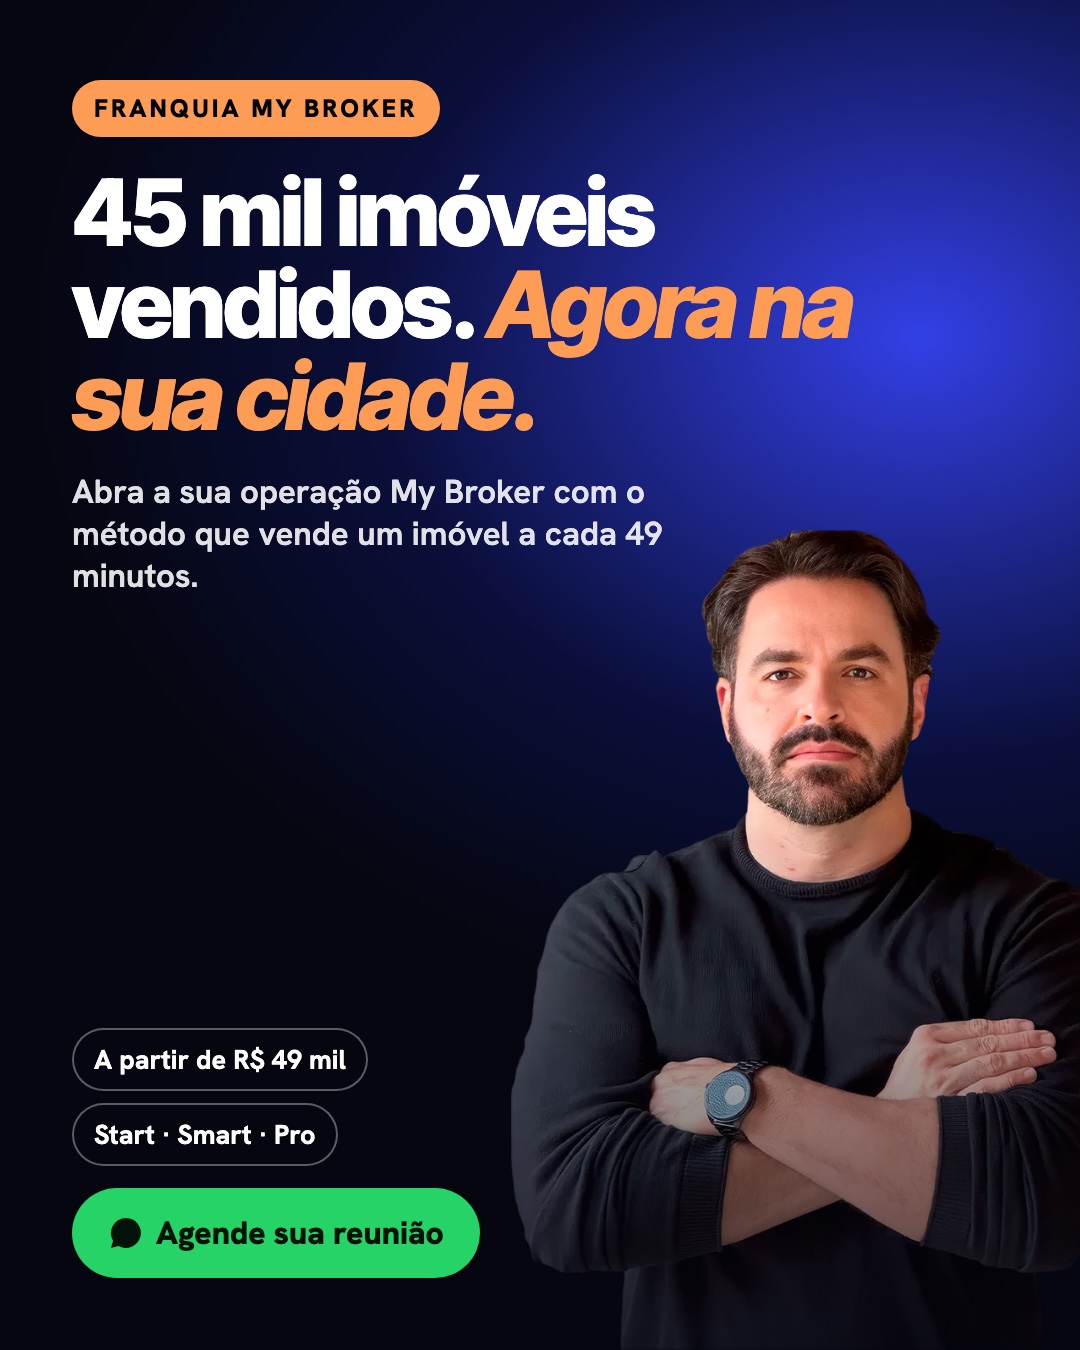 FRANQUIA MY BROKER
45 mil imóveis
vendidos. Agora na
sua cidade.
Abra a sua operação My Broker com o
método que vende um imóvel a cada 49
minutos.
A partir de R$ 49 mil
Start · Smart · Pro
Agende sua reunião